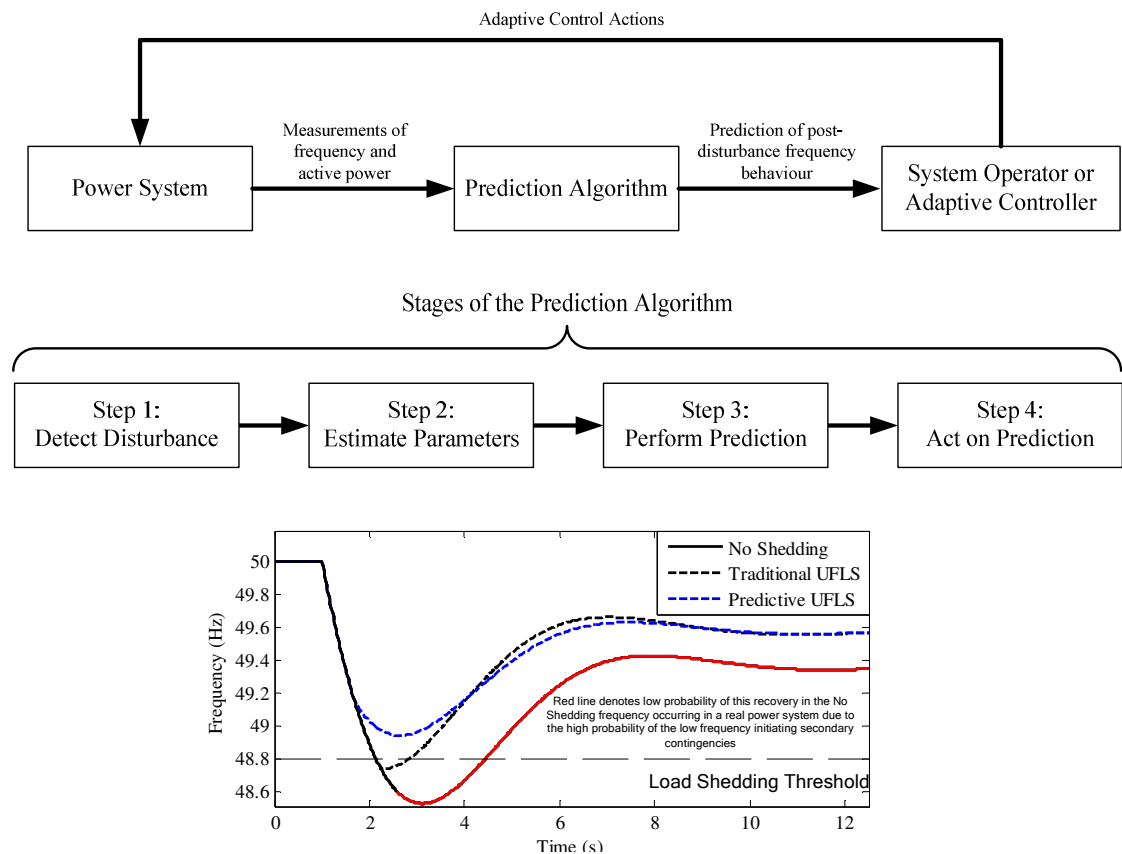 Adaptive Control Actions
Measurements of
frequency and
active power
Prediction of post-
disturbance frequency
behaviour
Power System
Prediction Algorithm
System Operator or
Adaptive Controller
Stages of the Prediction Algorithm
Step 1:
Detect Disturbance
Step 2:
Estimate Parameters
Step 3:
Perform Prediction
Step 4:
Act on Prediction
No Shedding
Traditional UFLS
Predictive UFLS
50
49.8
49.6
49.4
49.2
49
48.8
48.6
Frequency (Hz)
Red line denotes low probability of this recovery in the No
Shedding frequency occurring in a real power system due to
the high probability of the low frequency initiating secondary
contingencies
Load Shedding Threshold
0 2 4 6 8 10 12
Time (s)